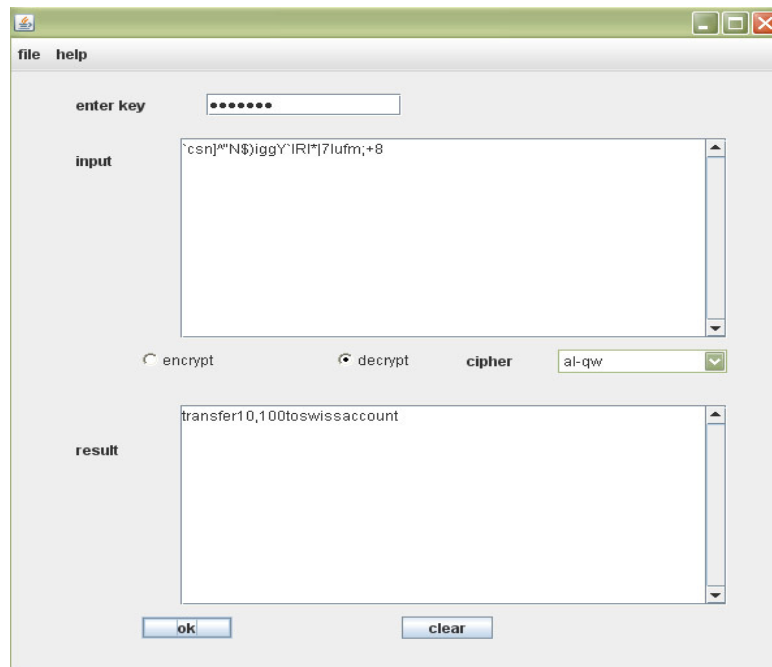 file help
enter key •••••••
input
`csn]^"N$)iggY`IRI*|7lufm;+8
encrypt decrypt cipher al-qw
transfer10,100toswissaccount
result
ok clear